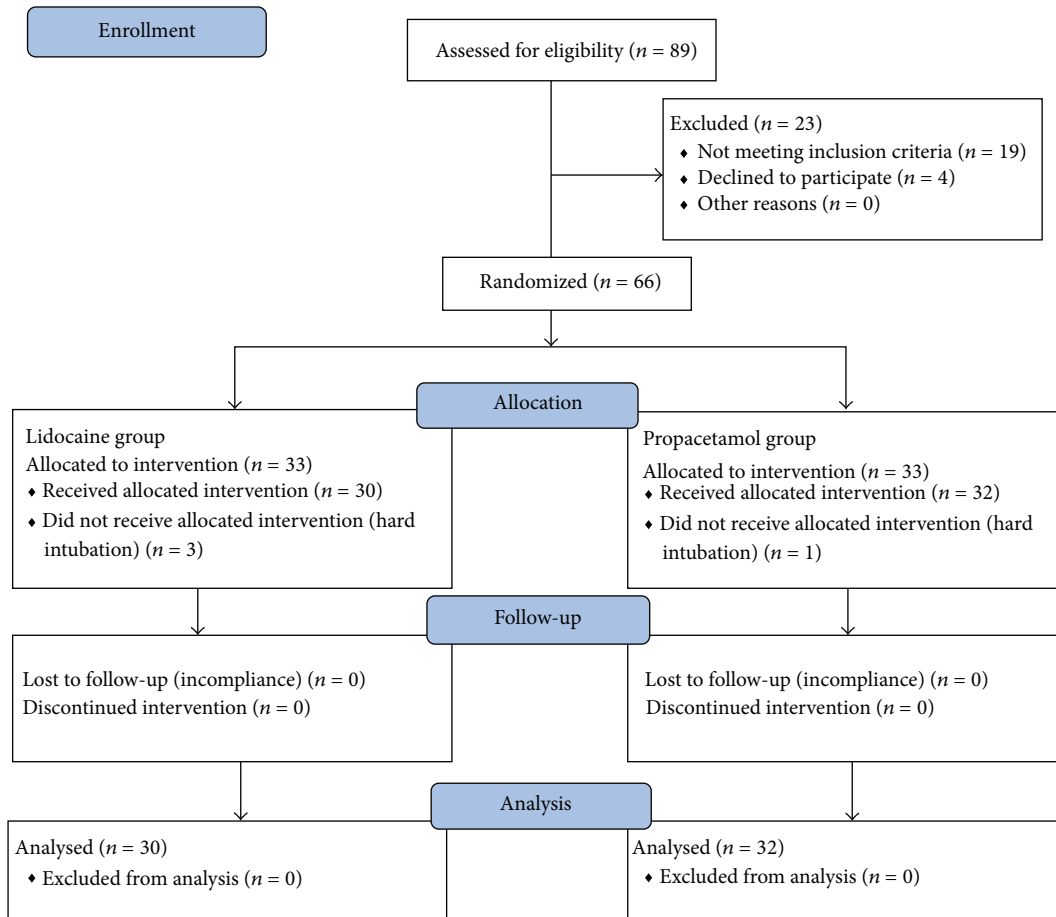 Enrollment
Assessed for eligibility (n = 89)
Excluded (n = 23)
♦ Not meeting inclusion criteria (n = 19)
♦ Declined to participate (n = 4)
♦ Other reasons (n = 0)
Randomized (n = 66)
Allocation
Lidocaine group
Allocated to intervention (n = 33)
♦ Received allocated intervention (n = 30)
♦ Did not receive allocated intervention (hard
intubation) (n = 3)
Propacetamol group
Allocated to intervention (n = 33)
♦ Received allocated intervention (n = 32)
♦ Did not receive allocated intervention (hard
intubation) (n = 1)
Follow-up
Lost to follow-up (incompliance) (n = 0)
Discontinued intervention (n = 0)
Lost to follow-up (incompliance) (n = 0)
Discontinued intervention (n = 0)
Analysis
Analysed (n = 30)
♦ Excluded from analysis (n = 0)
Analysed (n = 32)
♦ Excluded from analysis (n = 0)